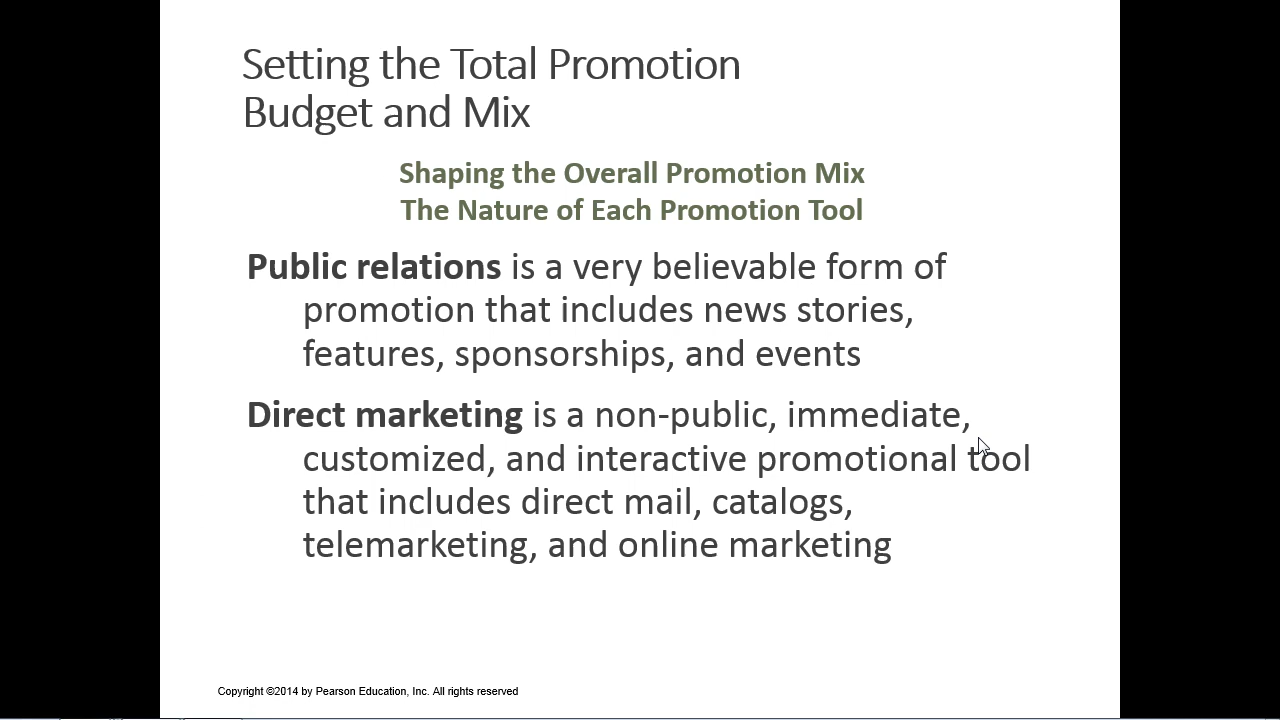 Setting the Total Promotion
Budget and Mix
Shaping the Overall Promotion Mix
The Nature of Each Promotion Tool
Public relations is a very believable form of
promotion that includes news stories,
features, sponsorships, and events
Direct marketing is a non-public, immediate,
customized, and interactive promotional tool
that includes direct mail, catalogs,
telemarketing, and online marketing
Copyright ©2014 by Pearson Education, Inc. All rights reserved